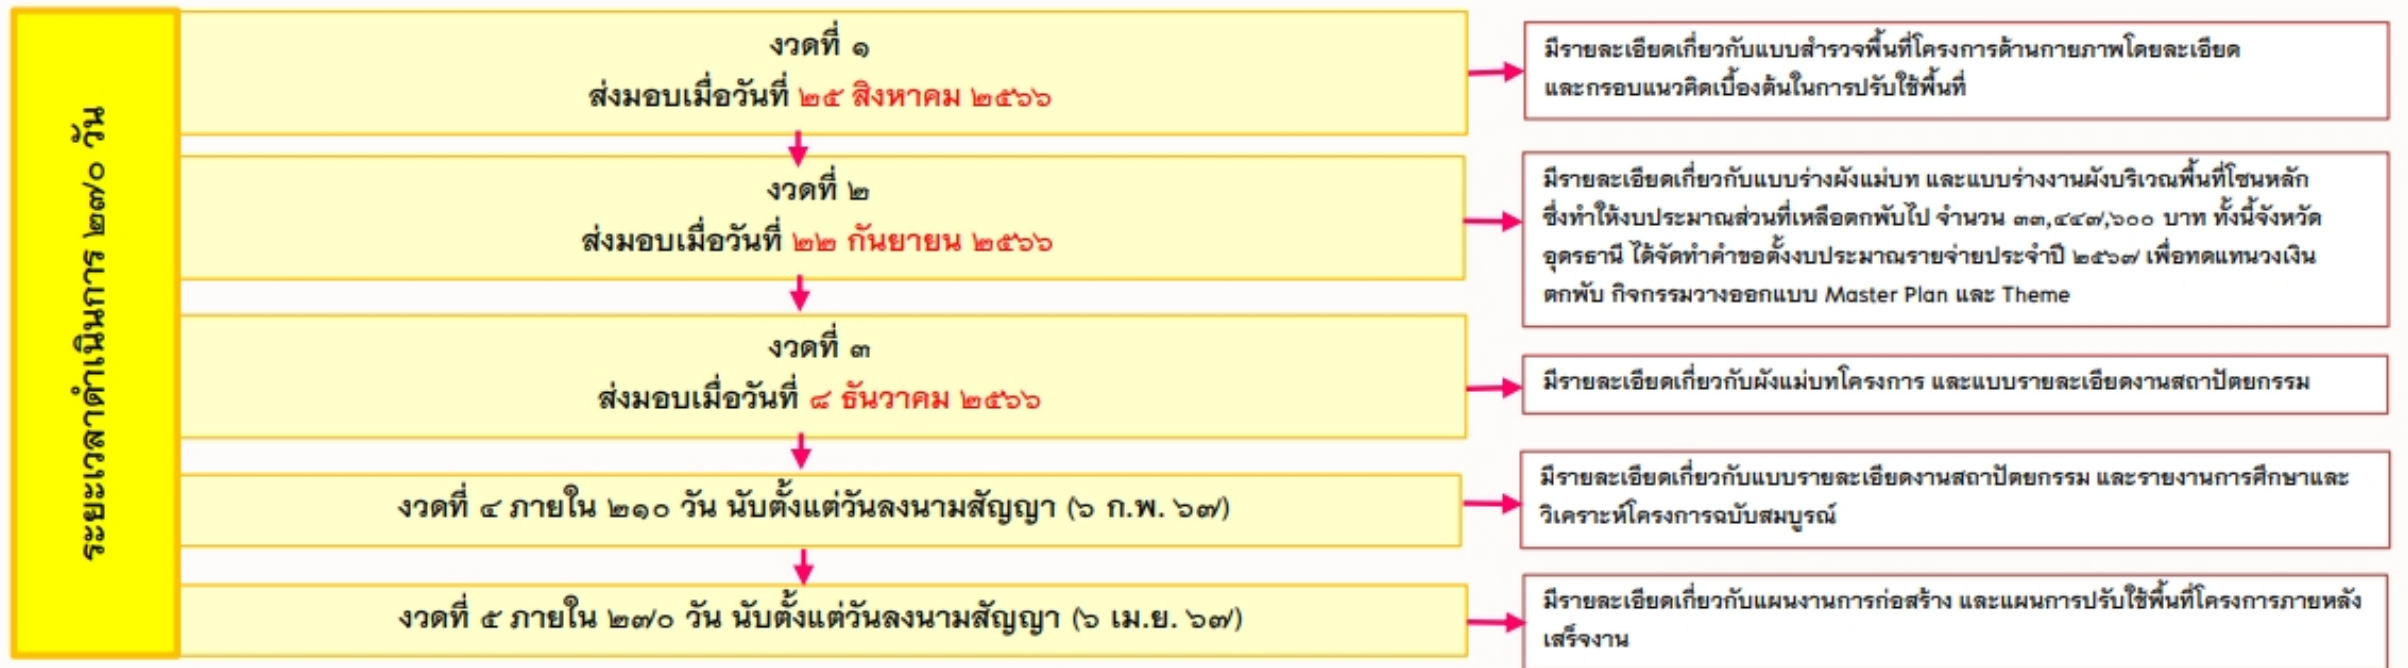 ระยะเวลาดำเนินการ ๒๗๐ วัน
งวดที่ ๑
ส่งมอบเมื่อวันที่ ๒๕ สิงหาคม ๒๕๖๖
มีรายละเอียดเกี่ยวกับแบบสำรวจพื้นที่โครงการด้านกายภาพโดยละเอียด
และกรอบแนวคิดเบื้องต้นในการปรับใช้พื้นที่
งวดที่ ๒
ส่งมอบเมื่อวันที่ ๒๒ กันยายน ๒๕๖๖
มีรายละเอียดเกี่ยวกับแบบร่างผังแม่บท และแบบร่างงานผังบริเวณพื้นที่โซนหลัก
ซึ่งทำให้งบประมาณส่วนที่เหลือตกพับไป จำนวน ๓๓,๔๔๗,๖๐๐ บาท ทั้งนี้จังหวัด
อุดรธานี ได้จัดทำคำขอตั้งงบประมาณรายจ่ายประจำปี ๒๕๖๗ เพื่อทดแทนวงเงิน
ตกพับ กิจกรรมวางออกแบบ Master Plan และ Theme
งวดที่ ๓
ส่งมอบเมื่อวันที่ ๘ ธันวาคม ๒๕๖๖
มีรายละเอียดเกี่ยวกับผังแม่บทโครงการ และแบบรายละเอียดงานสถาปัตยกรรม
งวดที่ ๔ ภายใน ๒๑๐ วัน นับตั้งแต่วันลงนามสัญญา (๖ ก.พ. ๖๗)
มีรายละเอียดเกี่ยวกับแบบรายละเอียดงานสถาปัตยกรรม และรายงานการศึกษาและ
วิเคราะห์โครงการฉบับสมบูรณ์
งวดที่ ๕ ภายใน ๒๗๐ วัน นับตั้งแต่วันลงนามสัญญา (๖ เม.ย. ๖๗)
มีรายละเอียดเกี่ยวกับแผนงานการก่อสร้าง และแผนการปรับใช้พื้นที่โครงการภายหลัง
เสร็จงาน